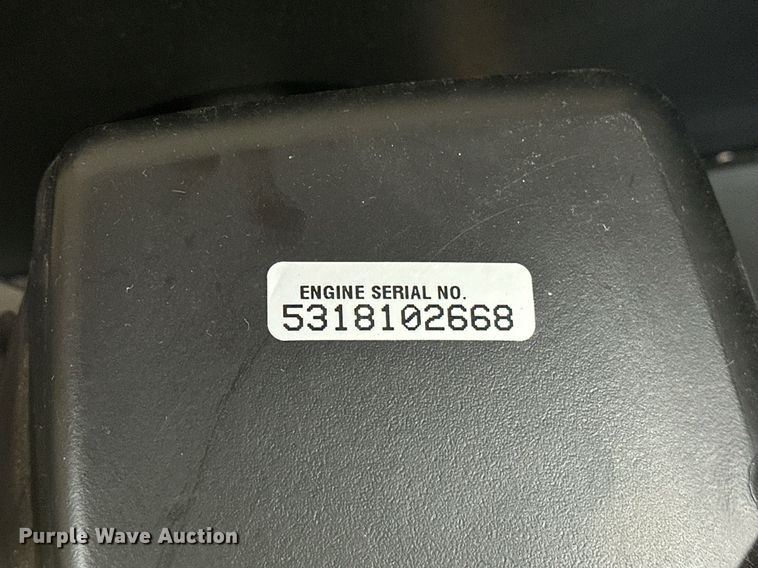 ENGINE SERIAL NO.
5318102668
Purple Wave Auction